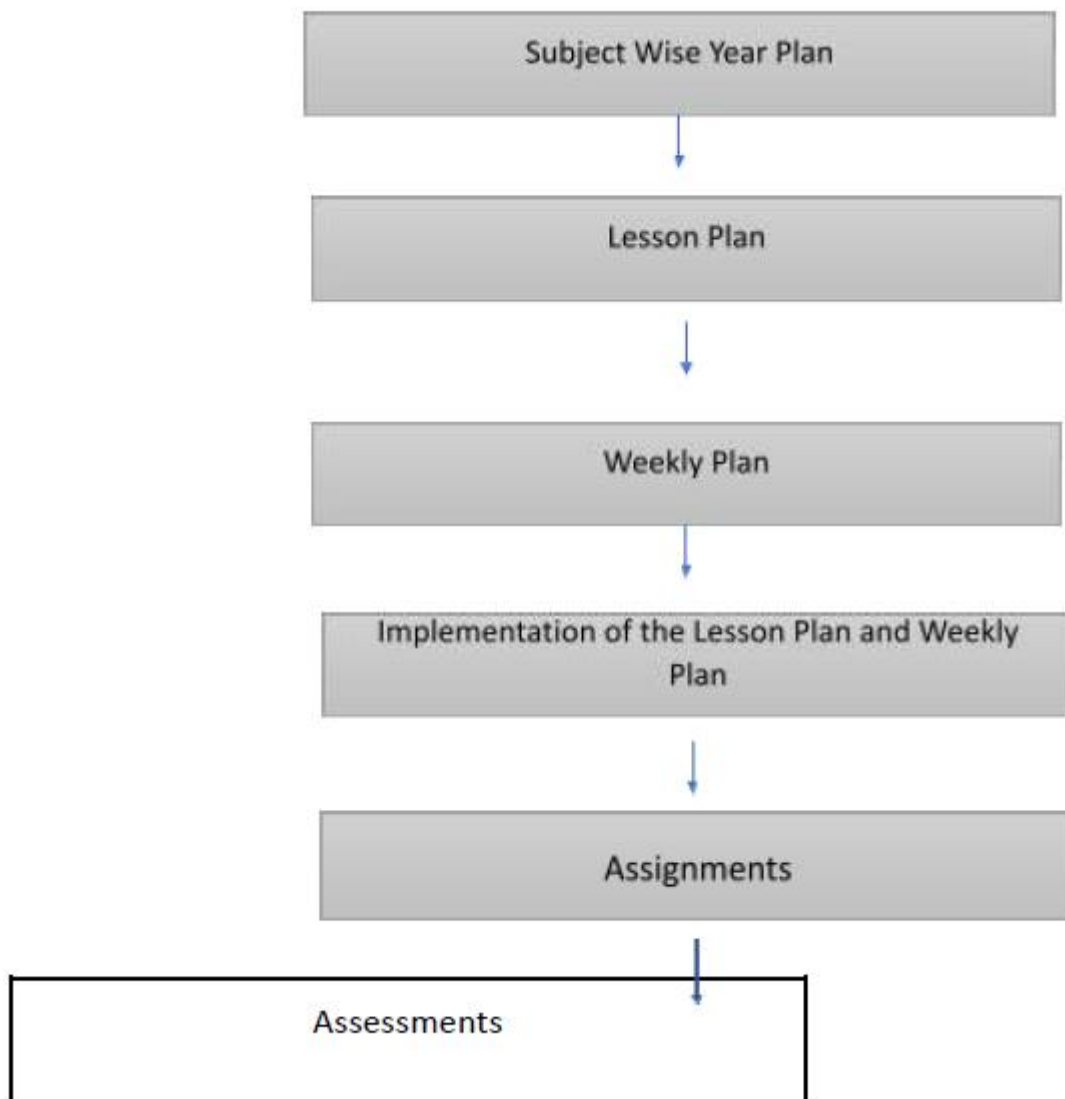 Subject Wise Year Plan
Lesson Plan
Weekly Plan
Implementation of the Lesson Plan and Weekly
Plan
Assignments
Assessments